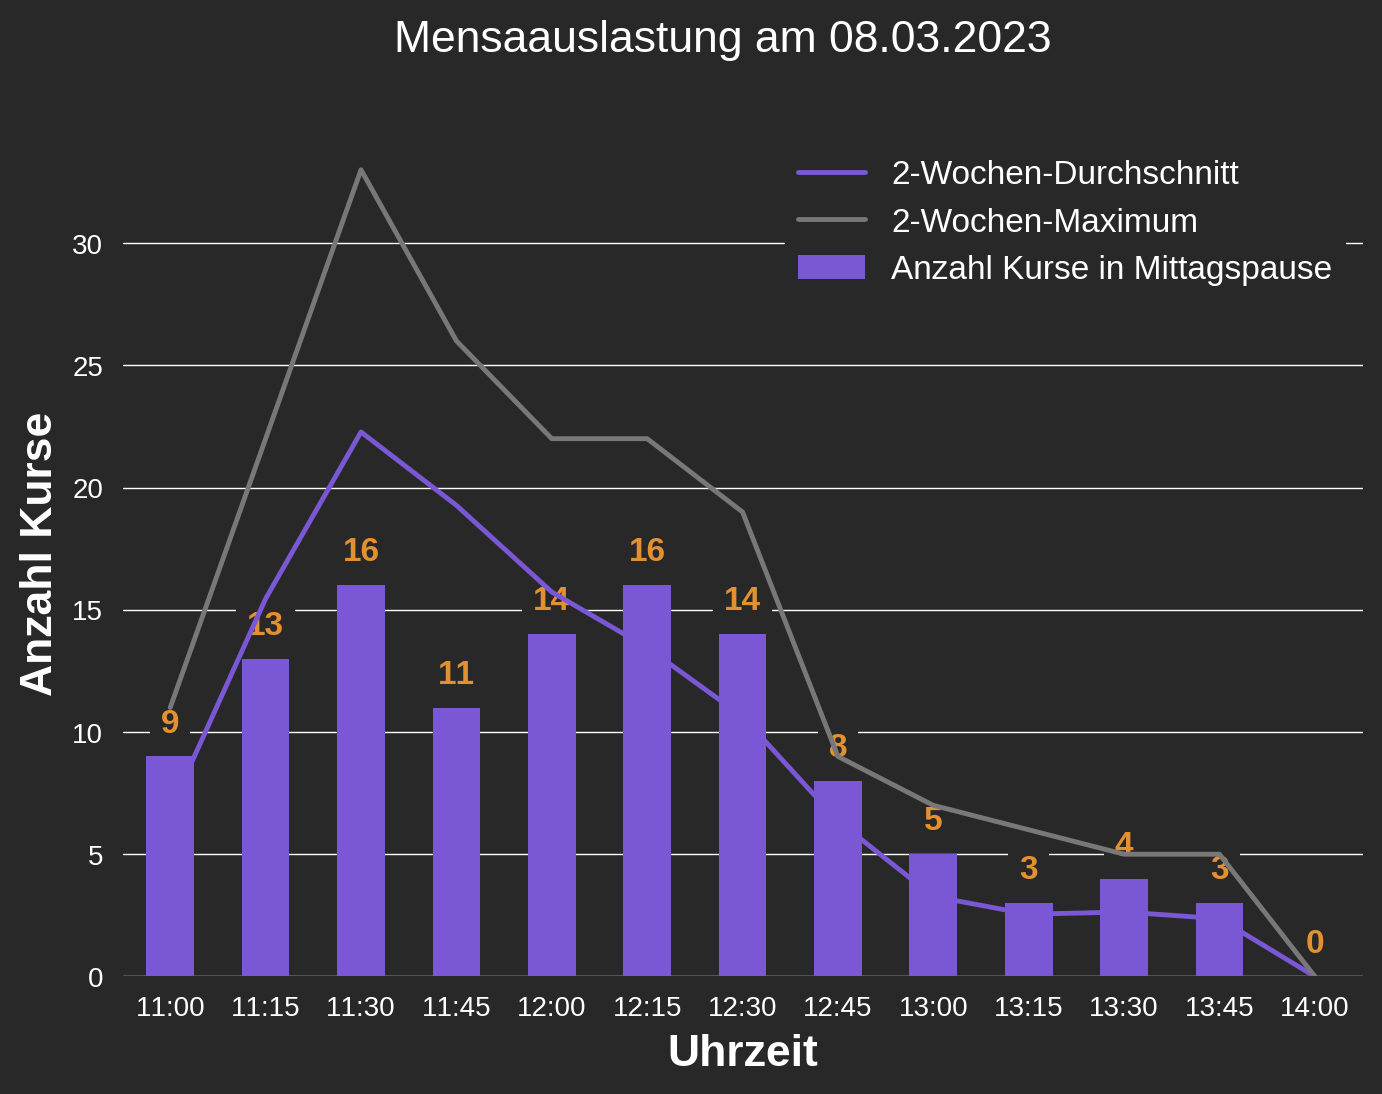 Mensaauslastung am 08.03.2023
2-Wochen-Durchschnitt
2-Wochen-Maximum
Anzahl Kurse in Mittagspause
Anzahl Kurse
30
25
20
15
10
5
0
9
13
16
11
14
16
14
8
5
3
4
3
0
11:00 11:15 11:30 11:45 12:00 12:15 12:30 12:45 13:00 13:15 13:30 13:45 14:00
Uhrzeit